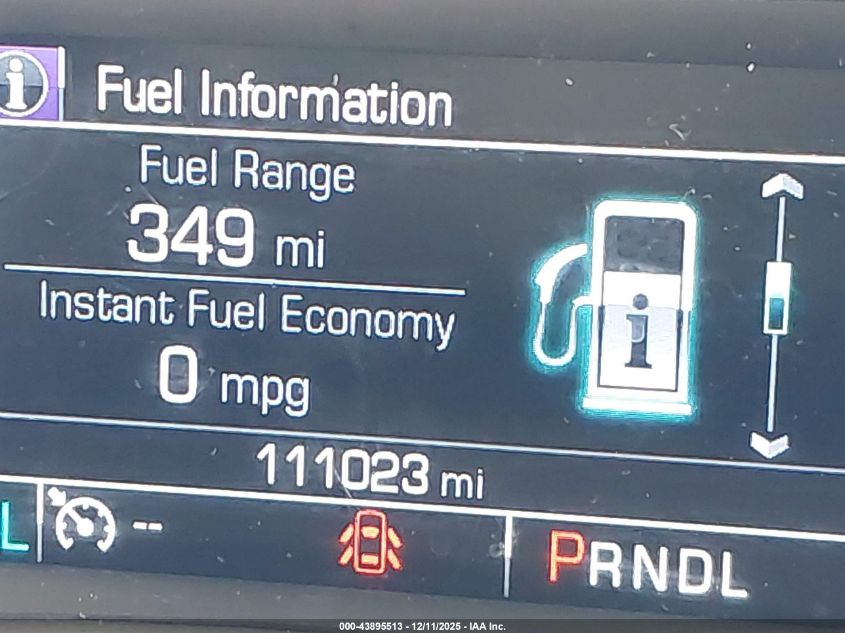 i Fuel Information
Fuel Range
349 mi
Instant Fuel Economy
0 mpg
i
111023 mi
L -- PRNDL
000-43895513 - 12/11/2025 - IAA Inc.